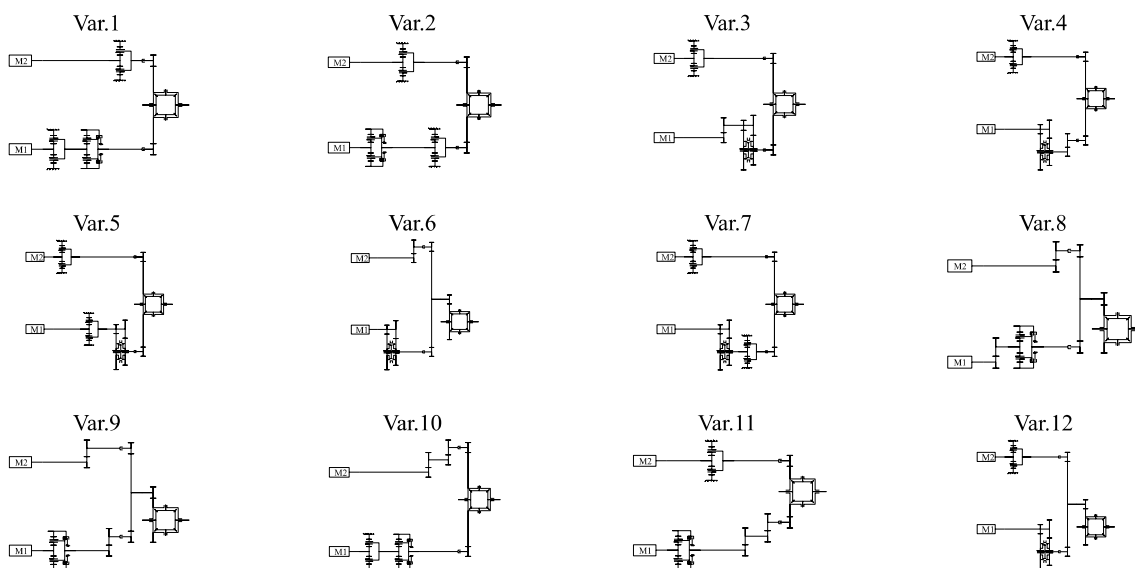 Var.1 Var.2 Var.3 Var.4
M2 M2 M2 M2
M1 M1 M1 M1
Var.5 Var.6 Var.7 Var.8
M2 M2 M2 M2
M1 M1 M1 M1
Var.9 Var.10 Var.11 Var.12
M2 M2 M2 M2
M1 M1 M1 M1